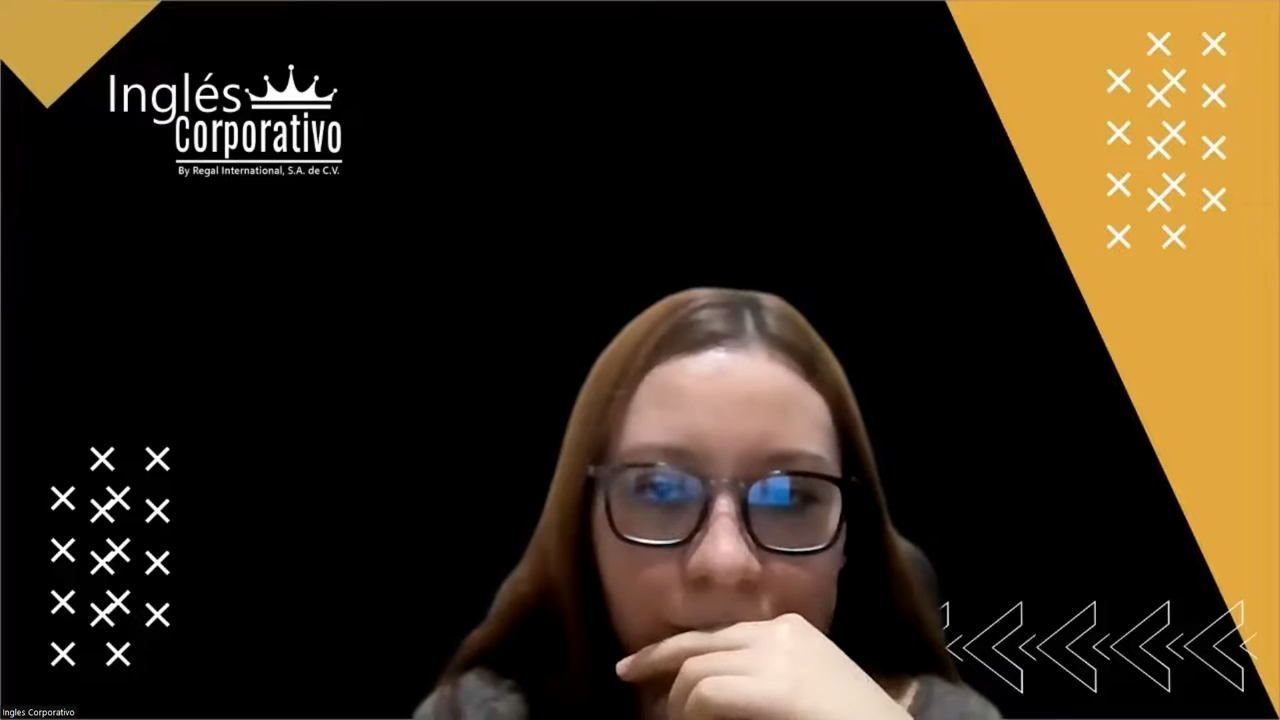 Inglés
Corporativo
By Regal International, S.A. de C.V.
Ingles Corporativo